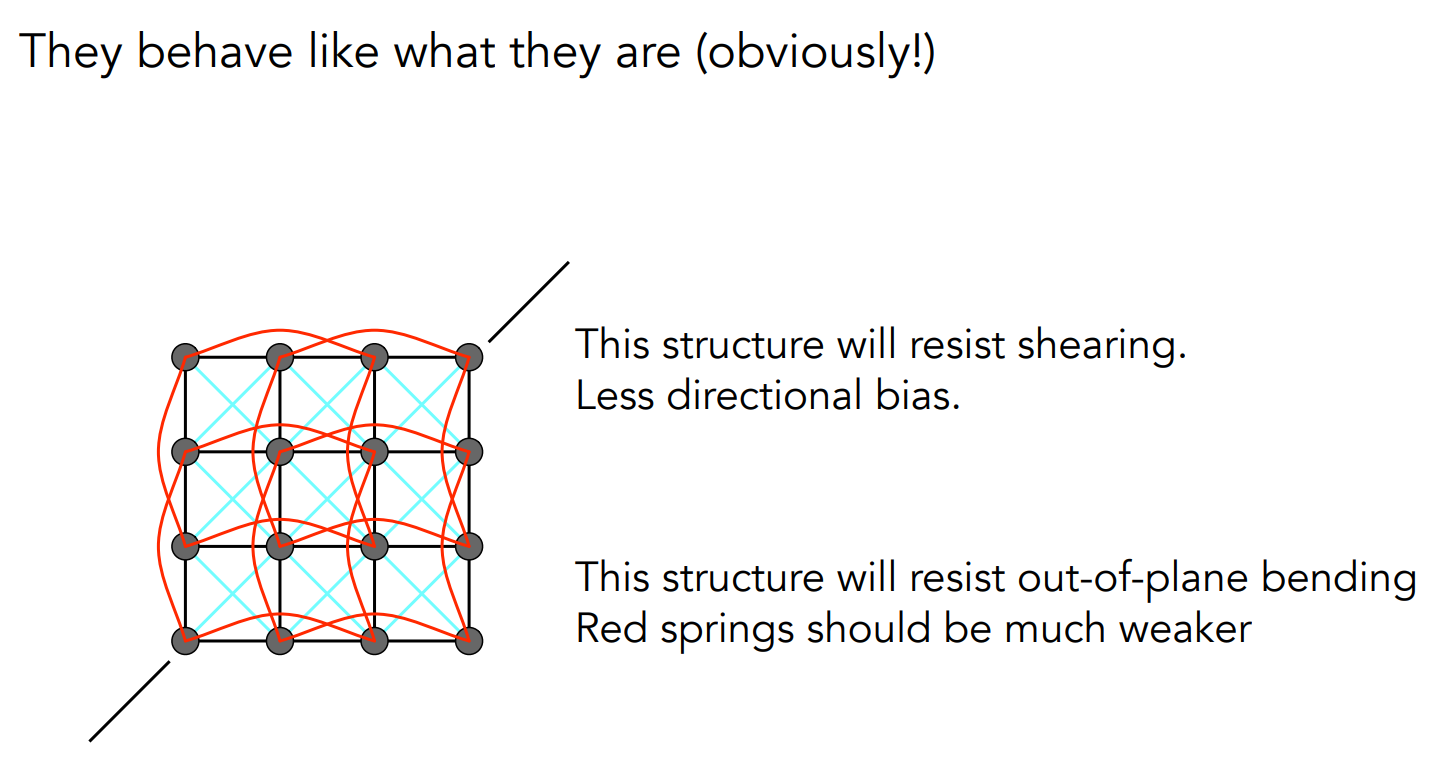 They behave like what they are (obviously!)
This structure will resist shearing.
Less directional bias.
This structure will resist out-of-plane bending
Red springs should be much weaker